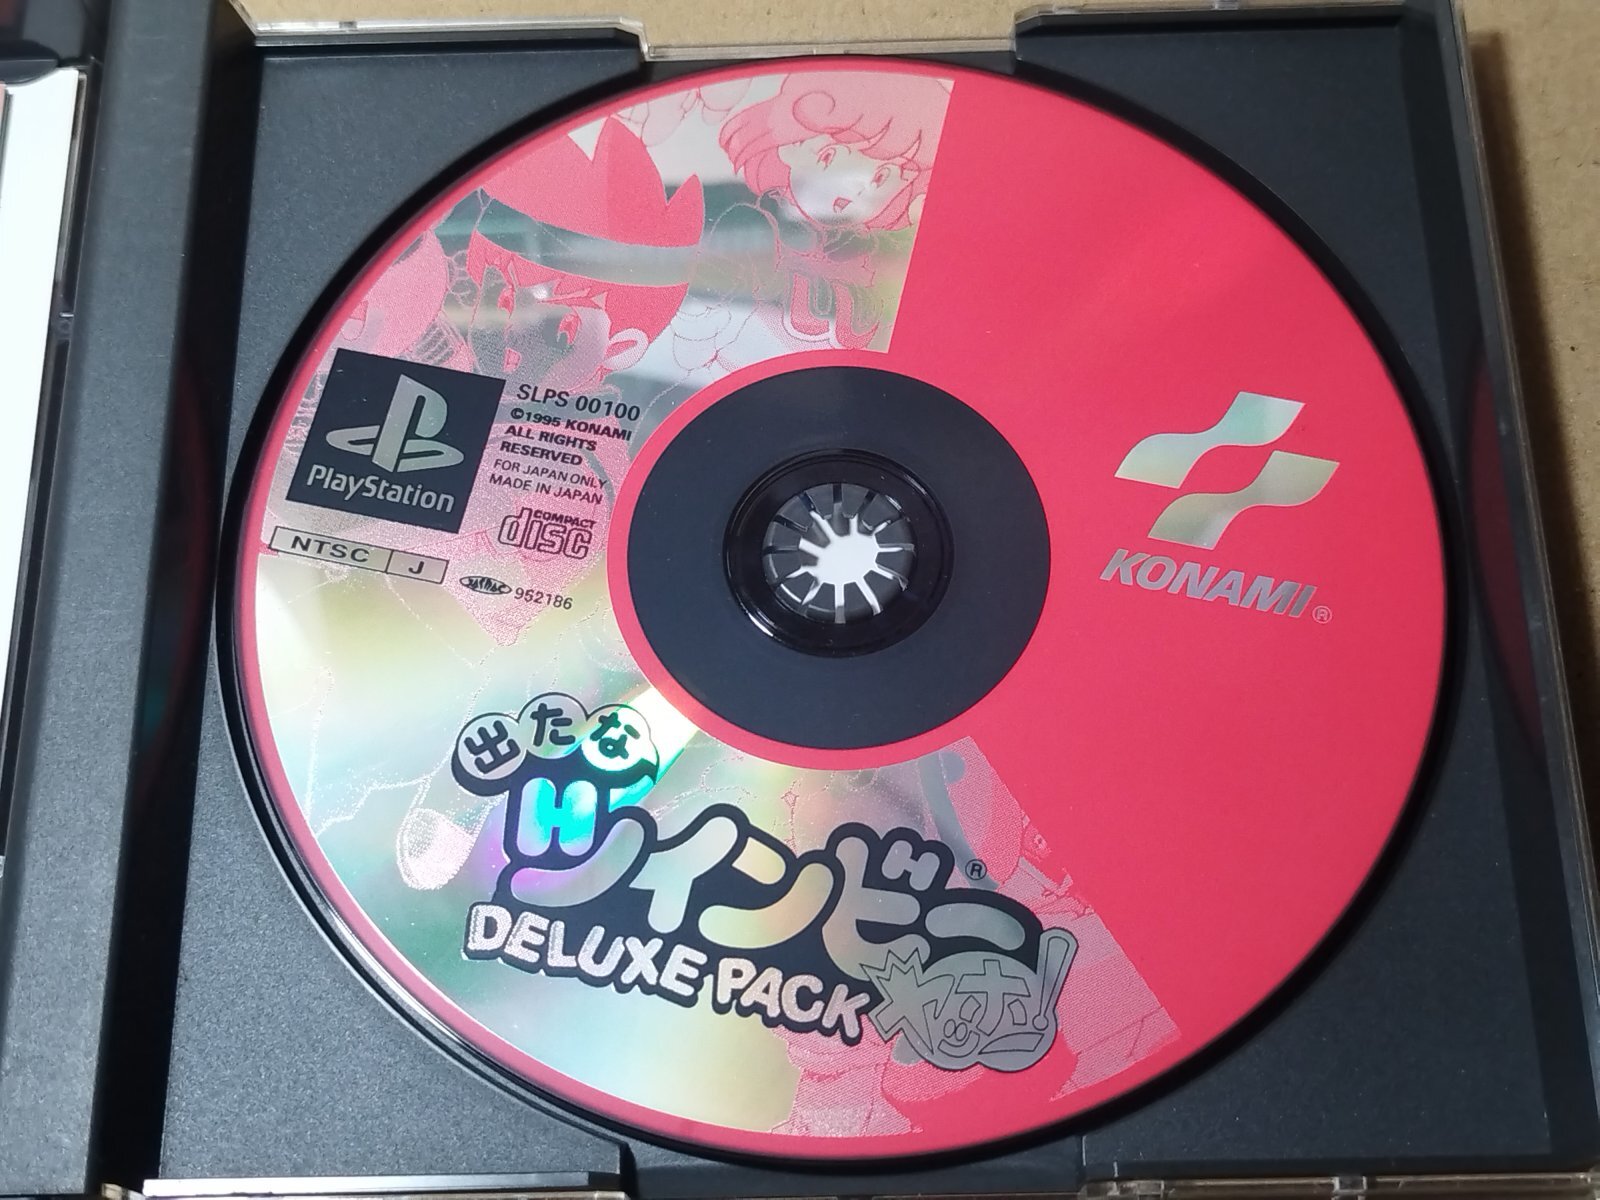 PlayStation
SLPS 00100
©1995 KONAMI
ALL RIGHTS
RESERVED
FOR JAPAN ONLY
MADE IN JAPAN
COMPACT
disc
NTSC J
952186
KONAMI®
出たな
ツインビー®
ヤッホー!
DELUXE PACK